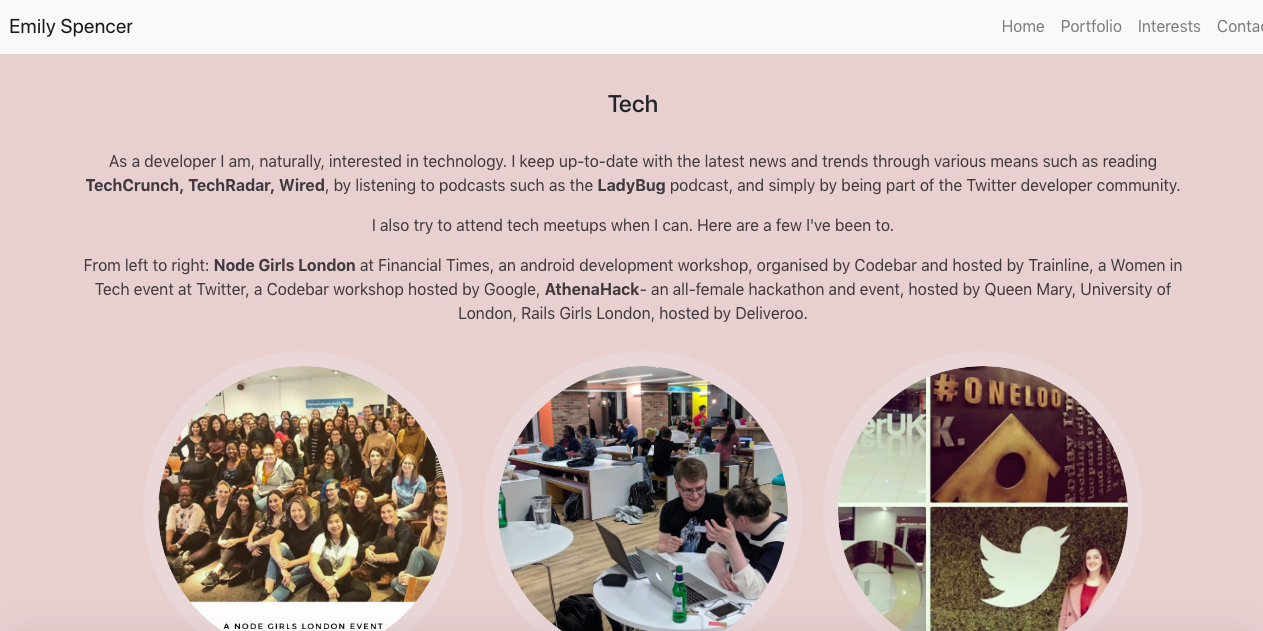 Emily Spencer
Home Portfolio Interests
Tech
As a developer I am, naturally, interested in technology. I keep up-to-date with the latest news and trends through various means such as reading
TechCrunch, TechRadar, Wired, by listening to podcasts such as the LadyBug podcast, and simply by being part of the Twitter developer community.
I also try to attend tech meetups when I can. Here are a few I've been to.
From left to right: Node Girls London at Financial Times, an android development workshop, organised by Codebar and hosted by Trainline, a Women in
Tech event at Twitter, a Codebar workshop hosted by Google, AthenaHack- an all-female hackathon and event, hosted by Queen Mary, University of
London, Rails Girls London, hosted by Deliveroo.
#ONELOO
erUK
K.
A NODE GIRLS LONDON EVENT